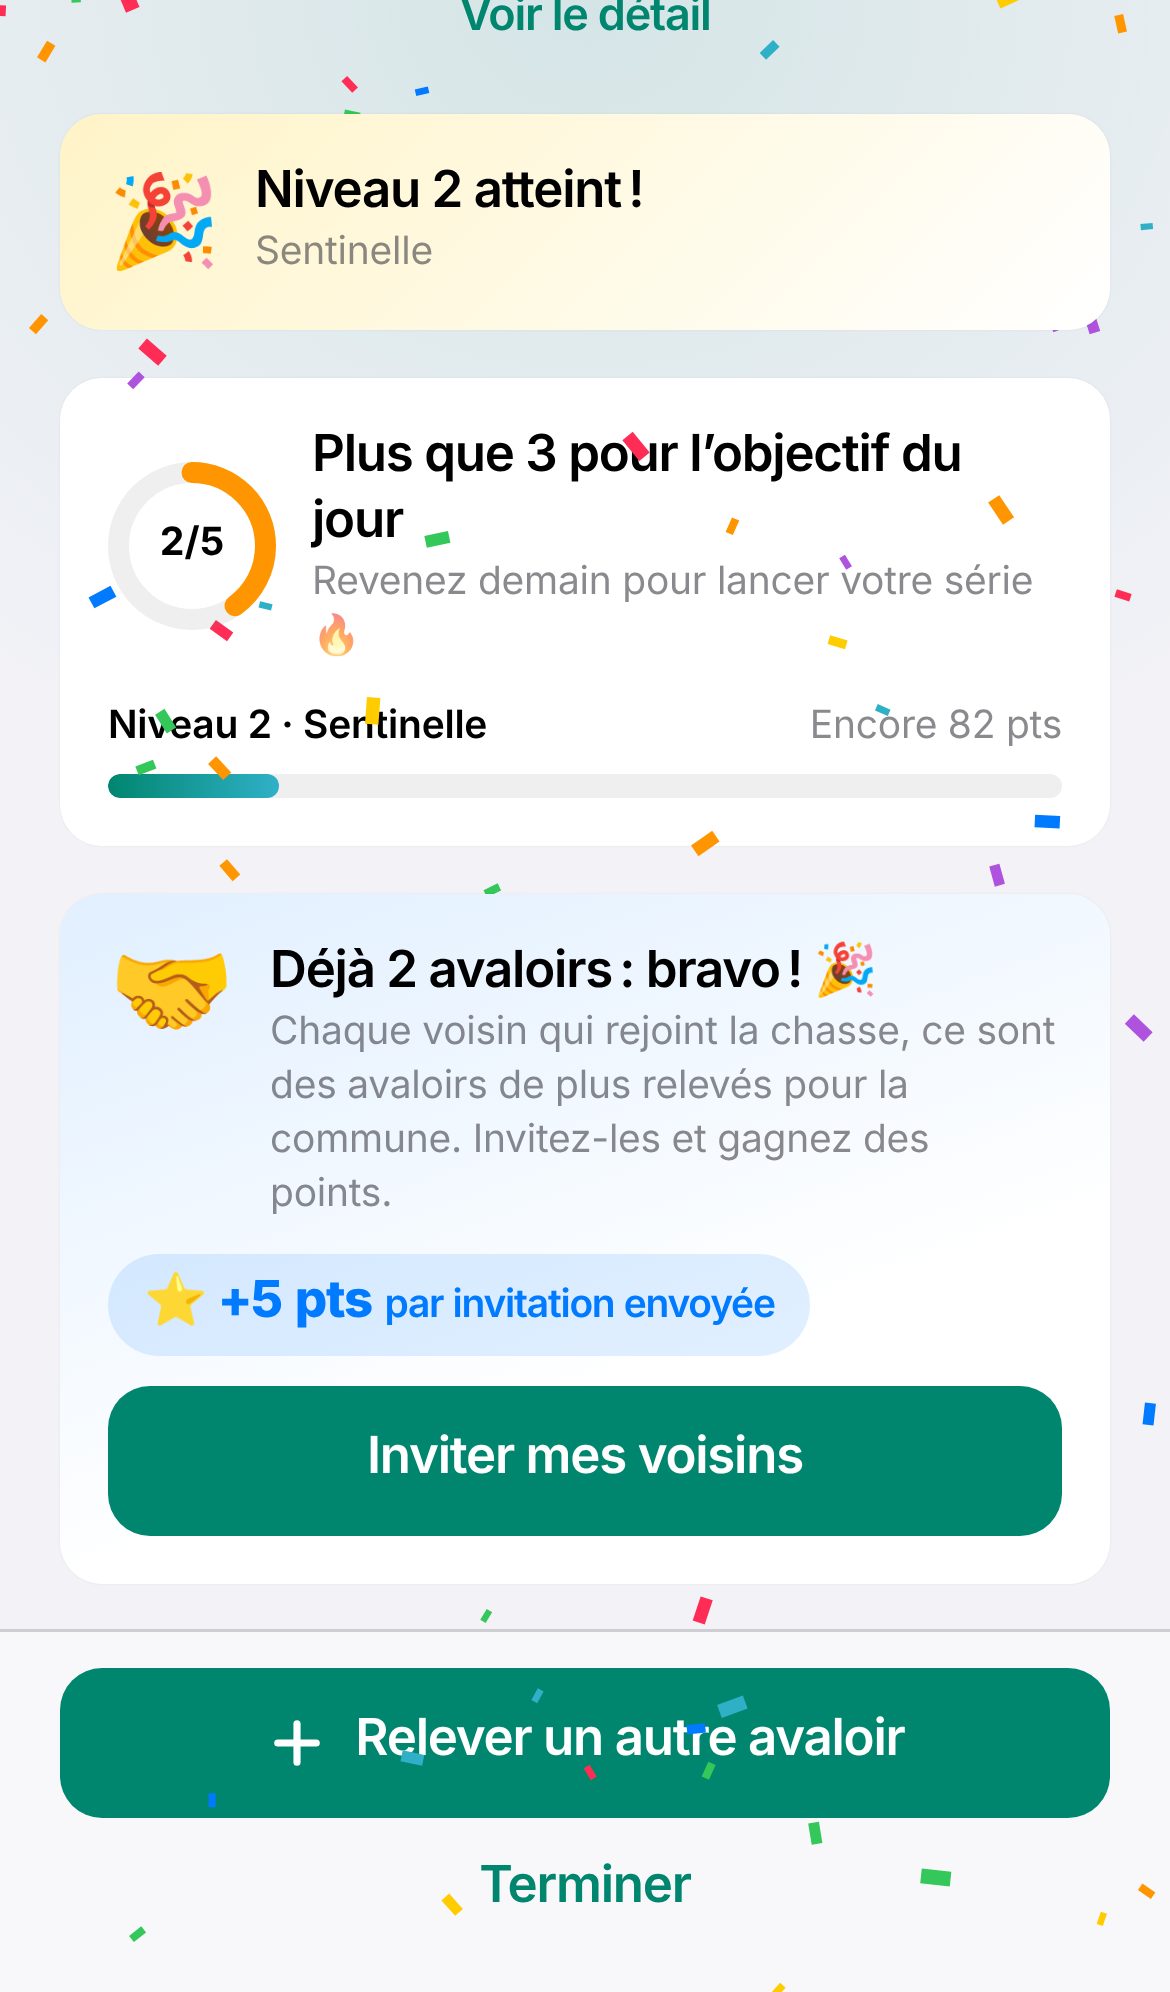 Voir le détail
Niveau 2 atteint !
Sentinelle
Plus que 3 pour l’objectif du
jour
2/5
Revenez demain pour lancer votre série
🔥
Niveau 2 · Sentinelle
Encore 82 pts
Déjà 2 avaloirs : bravo ! 🎉
Chaque voisin qui rejoint la chasse, ce sont
des avaloirs de plus relevés pour la
commune. Invitez-les et gagnez des
points.
⭐ +5 pts par invitation envoyée
Inviter mes voisins
+ Relever un autre avaloir
Terminer